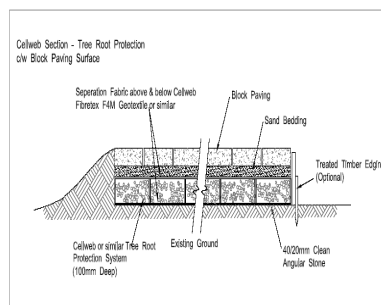 Cellweb Section - Tree Root Protection
c/w Block Paving Surface
Seperation Fabric above & below Cellweb
Fibretex F4M Geotextile or similar
Block Paving
Sand Bedding
Treated Timber Edging
(Optional)
Cellweb or similar Tree Root
Protection System
(100mm Deep)
Existing Ground
40/20mm Clean
Angular Stone